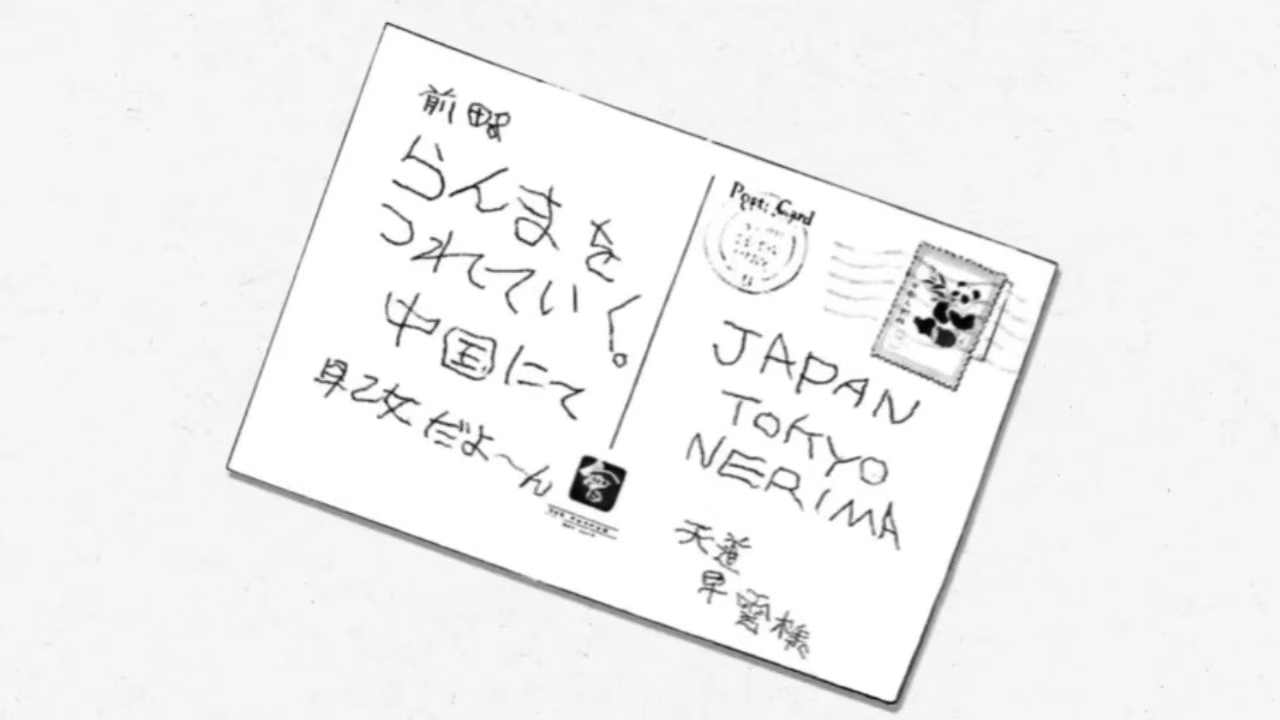 前略
らんまを
つれていく。
中国にて
早乙女だよ〜ん
Post Card
JAPAN
TOKYO
NERIMA
天道
早雲様